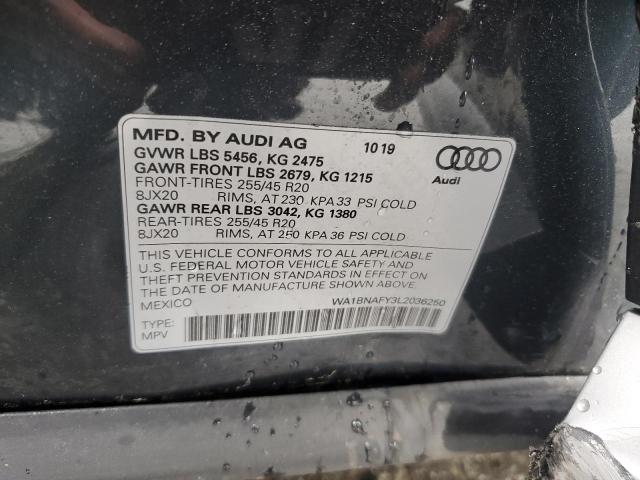 MFD. BY AUDI AG 10 19
GVWR LBS 5456, KG 2475
GAWR FRONT LBS 2679, KG 1215
FRONT-TIRES 255/45 R20
8JX20 RIMS, AT 230 KPA 33 PSI COLD
GAWR REAR LBS 3042, KG 1380
REAR-TIRES 255/45 R20
8JX20 RIMS, AT 250 KPA 36 PSI COLD
Audi
THIS VEHICLE CONFORMS TO ALL APPLICABLE
U.S. FEDERAL MOTOR VEHICLE SAFETY AND
THEFT PREVENTION STANDARDS IN EFFECT ON
THE DATE OF MANUFACTURE SHOWN ABOVE.
MEXICO WA1BNAFY3L2036250
TYPE:
MPV